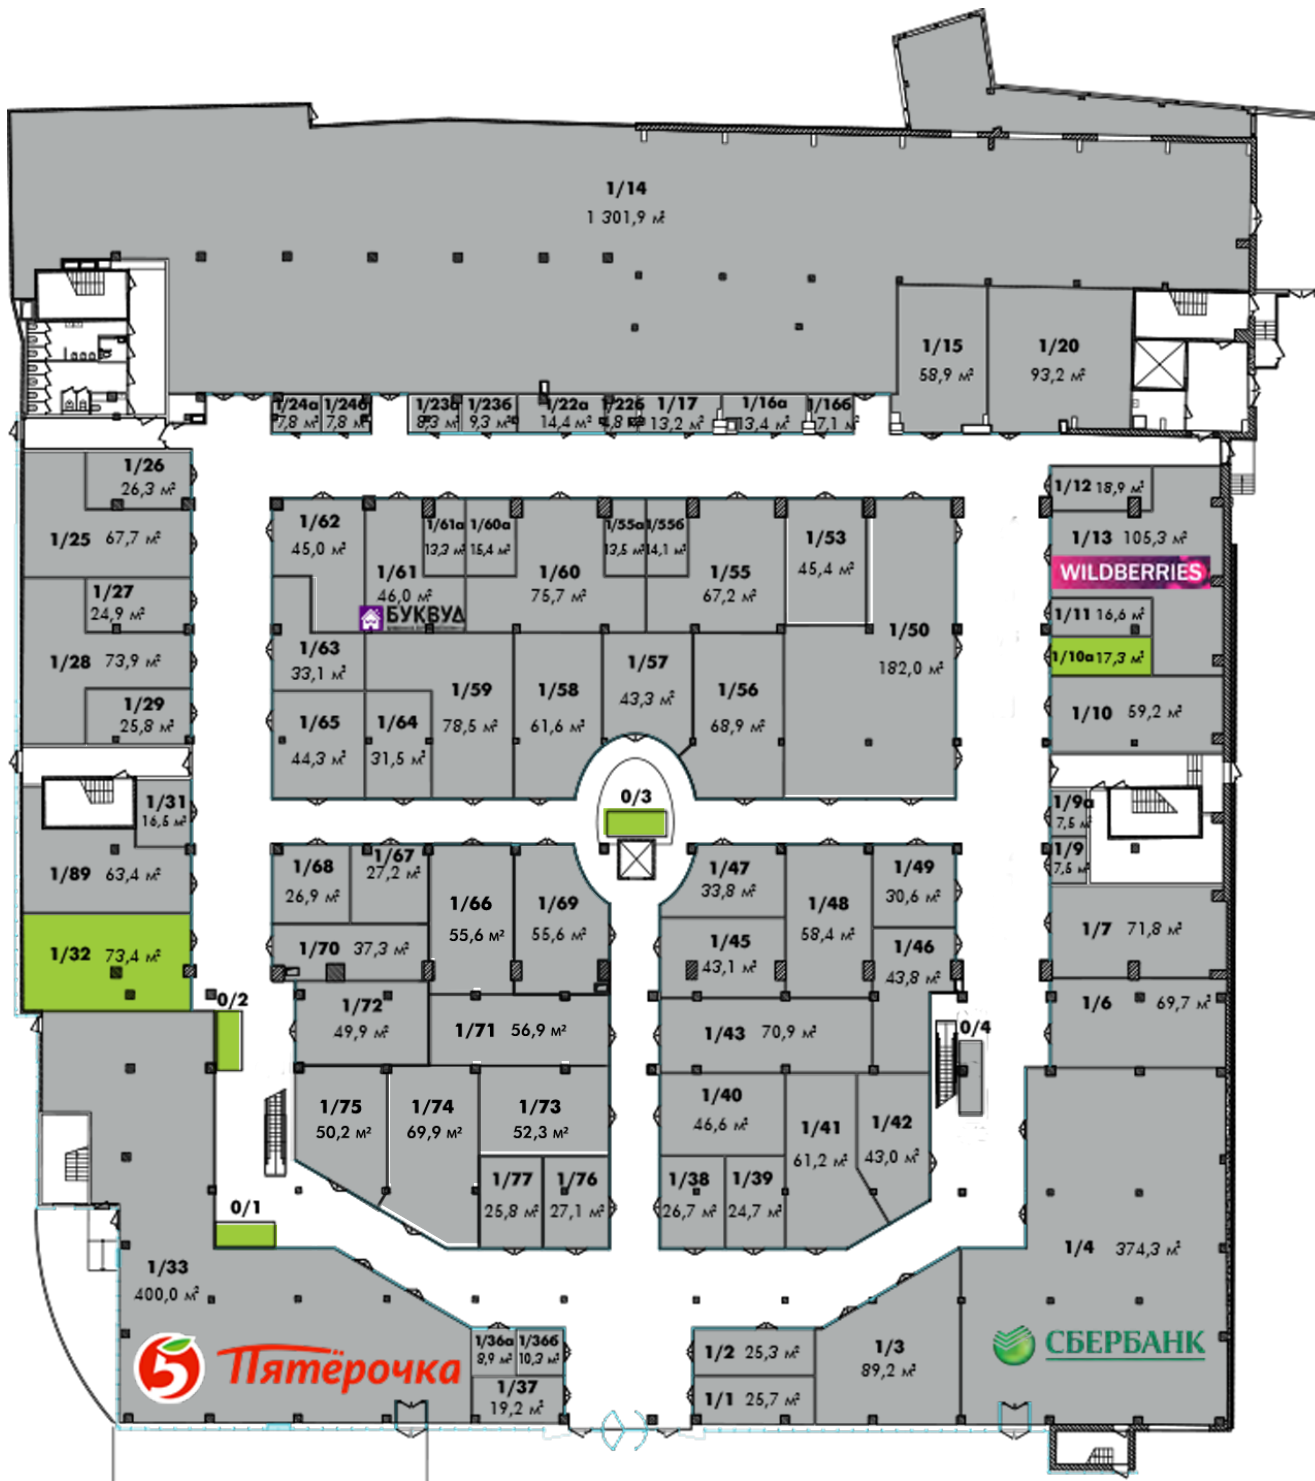 1/14
1 301,9 м²
1/15
58,9 м²
1/20
93,2 м²
1/24а
7,8 м²
1/24б
7,8 м²
1/23а
8,3 м²
1/23б
9,3 м²
1/22а
14,4 м²
1/22б
4,8 м²
1/17
13,2 м²
1/16а
13,4 м²
1/16б
7,1 м²
1/26
26,3 м²
1/25 67,7 м²
1/27
24,9 м²
1/28 73,9 м²
1/29
25,8 м²
1/31
16,5 м²
1/89 63,4 м²
1/32 73,4 м²
1/62
45,0 м²
1/61а
13,3 м²
1/60а
15,4 м²
1/61
46,0 м²
БУКВУД
1/60
75,7 м²
1/55а
13,5 м²
1/55б
14,1 м²
1/55
67,2 м²
1/53
45,4 м²
1/50
182,0 м²
1/63
33,1 м²
1/65
44,3 м²
1/64
31,5 м²
1/59
78,5 м²
1/58
61,6 м²
1/57
43,3 м²
1/56
68,9 м²
1/12 18,9 м²
1/13 105,3 м²
WILDBERRIES
1/11 16,6 м²
1/10а 17,3 м²
1/10 59,2 м²
1/9а
7,5 м²
1/9
7,5 м²
1/7 71,8 м²
1/6 69,7 м²
0/3
1/68
26,9 м²
1/67
27,2 м²
1/66
55,6 м²
1/69
55,6 м²
1/70 37,3 м²
1/72
49,9 м²
1/71 56,9 м²
1/75
50,2 м²
1/74
69,9 м²
1/73
52,3 м²
1/77
25,8 м²
1/76
27,1 м²
1/47
33,8 м²
1/48
58,4 м²
1/49
30,6 м²
1/45
43,1 м²
1/46
43,8 м²
1/43 70,9 м²
1/40
46,6 м²
1/41
61,2 м²
1/42
43,0 м²
1/38
26,7 м²
1/39
24,7 м²
0/2
0/4
0/1
1/33
400,0 м²
5 Пятёрочка
1/36а
8,9 м²
1/36б
10,3 м²
1/37
19,2 м²
1/2 25,3 м²
1/1 25,7 м²
1/3
89,2 м²
1/4 374,3 м²
СБЕРБАНК